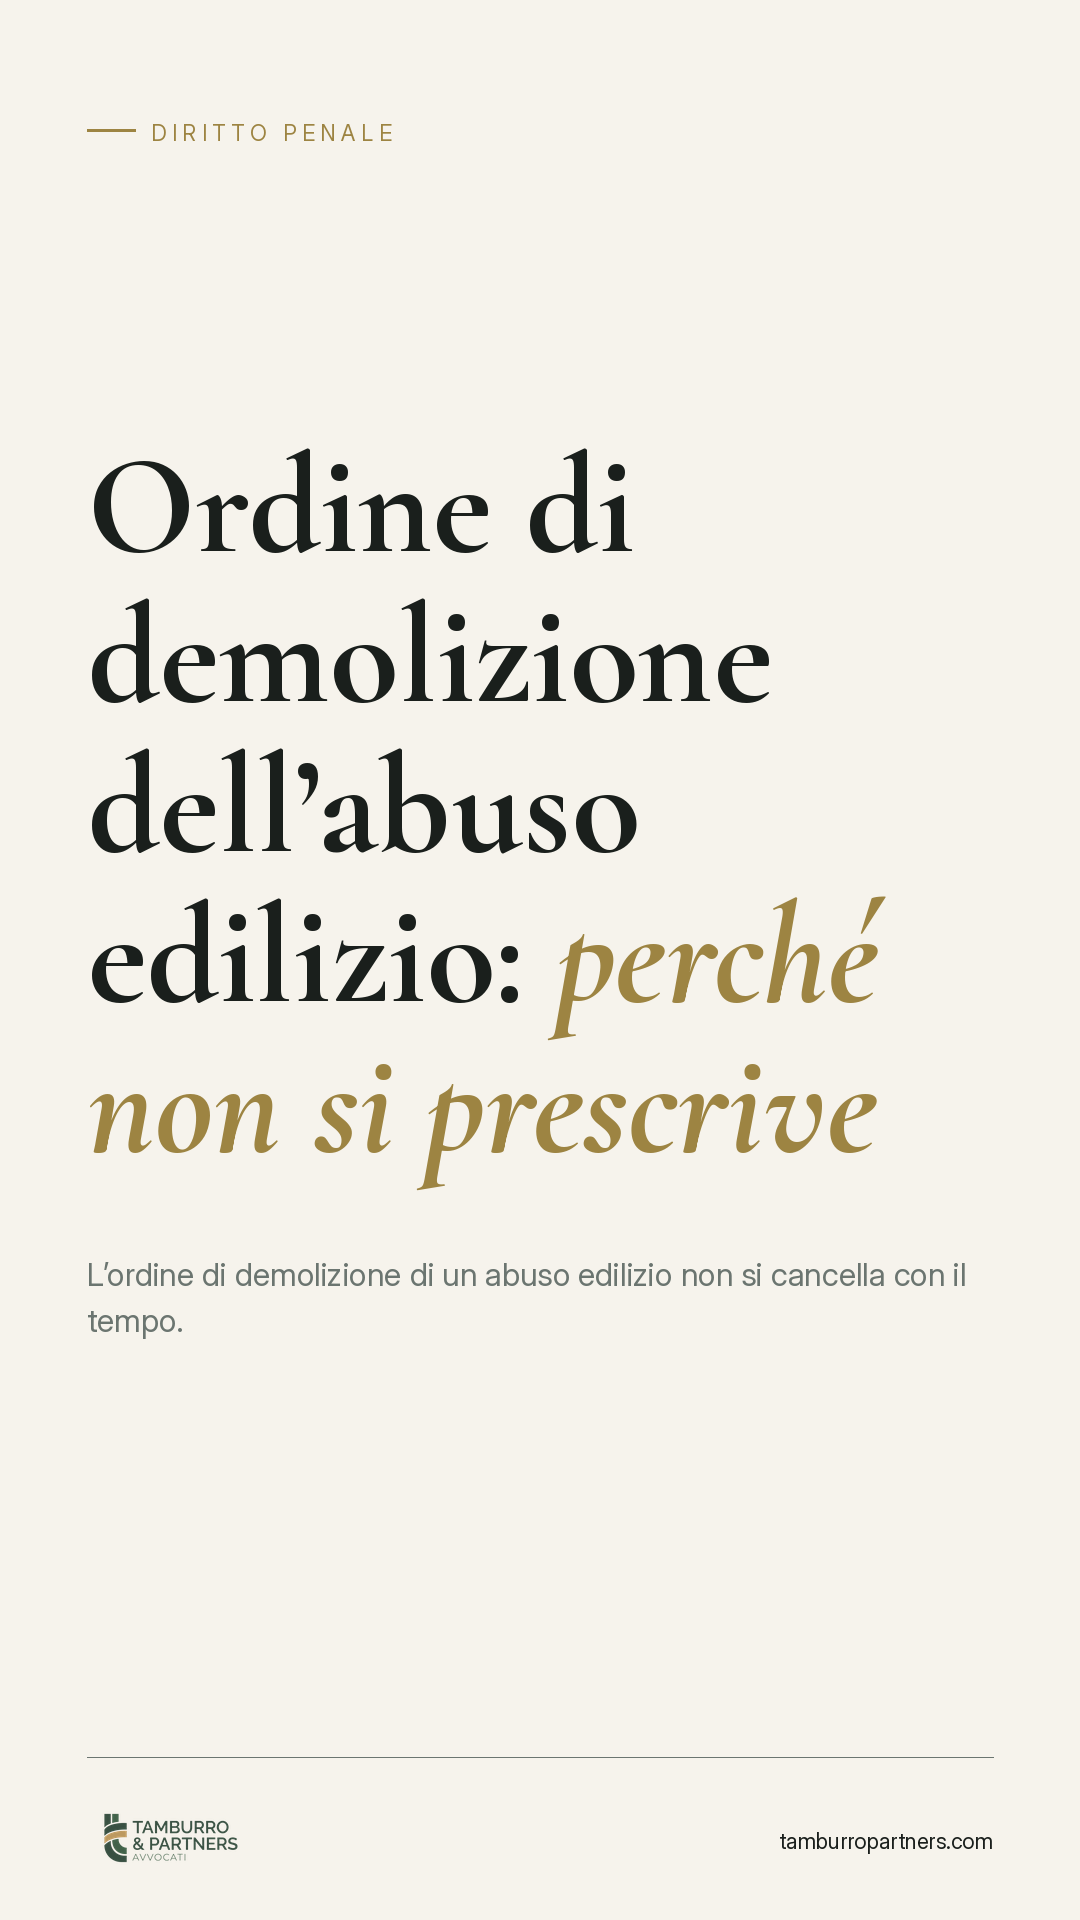 DIRITTO PENALE
Ordine di
demolizione
dell’abuso
edilizio: perché
non si prescrive
L’ordine di demolizione di un abuso edilizio non si cancella con il
tempo.
TAMBURRO
& PARTNERS
AVVOCATI
tamburropartners.com